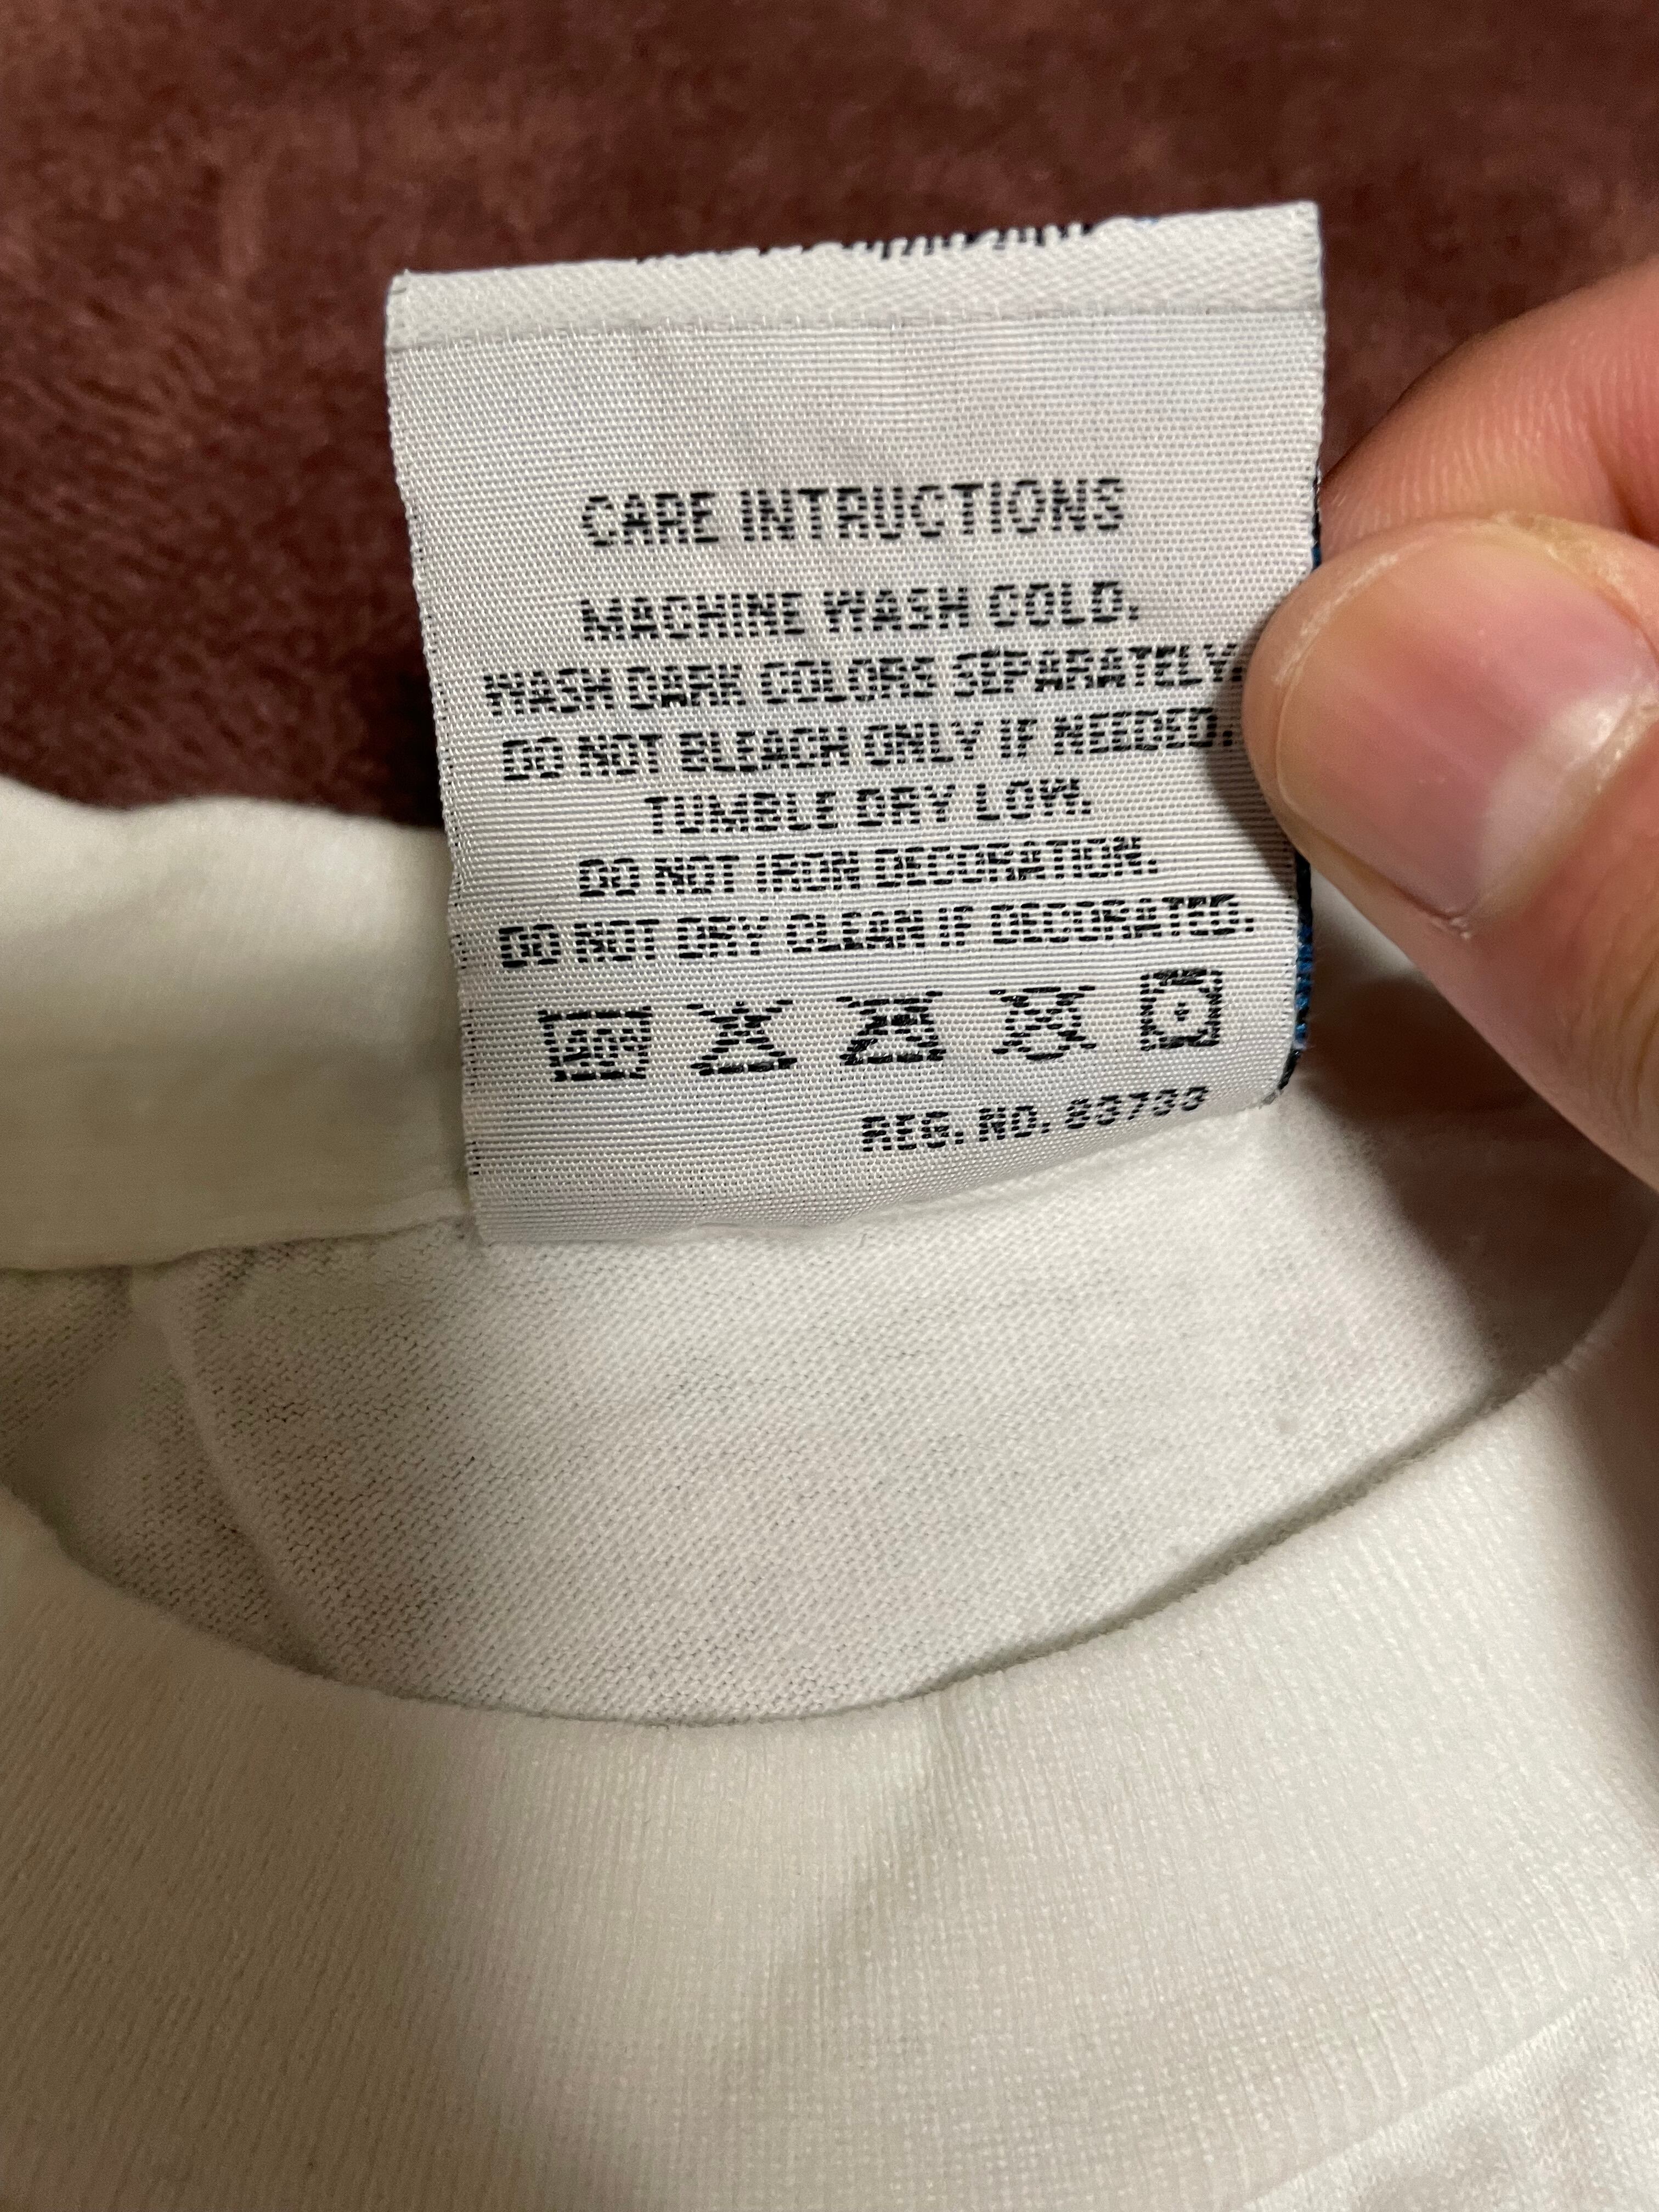 CARE INTRUCTIONS
MACHINE WASH COLD.
WASH DARK COLORS SEPARATELY.
DO NOT BLEACH ONLY IF NEEDED.
TUMBLE DRY LOW.
DO NOT IRON DECORATION.
DO NOT DRY CLEAN IF DECORATED.
REG. NO. 63733